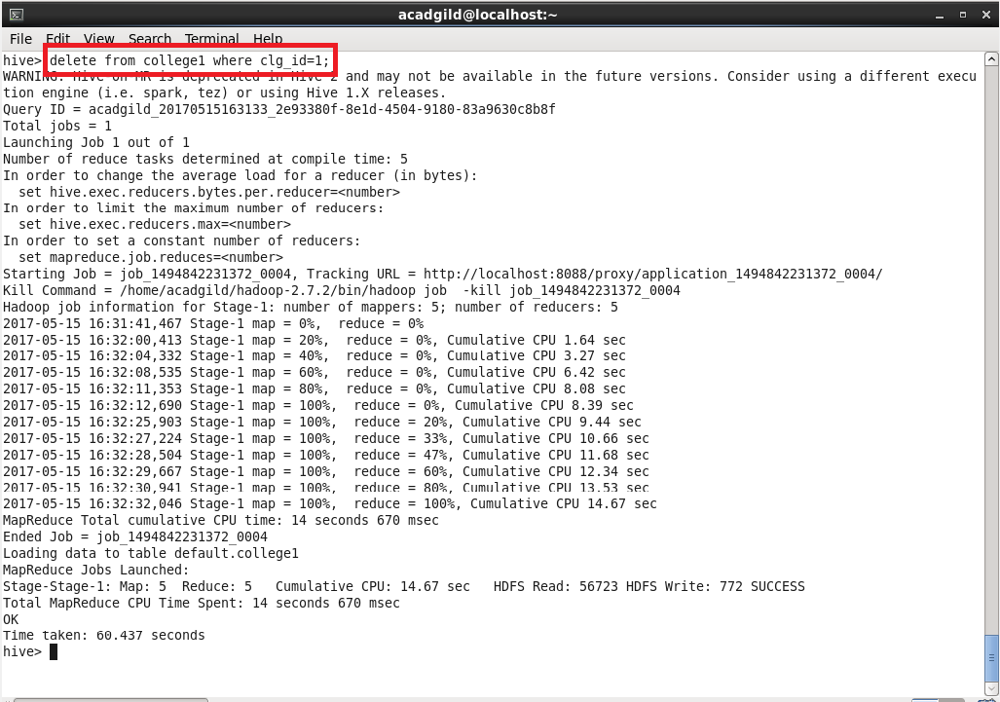 acadgild@localhost:~
File Edit View Search Terminal Help
hive> delete from college1 where clg_id=1;
WARNING: Hive-on-MR is deprecated in Hive 2 and may not be available in the future versions. Consider using a different execu
tion engine (i.e. spark, tez) or using Hive 1.X releases.
Query ID = acadgild_20170515163133_2e93380f-8e1d-4504-9180-83a9630c8b8f
Total jobs = 1
Launching Job 1 out of 1
Number of reduce tasks determined at compile time: 5
In order to change the average load for a reducer (in bytes):
  set hive.exec.reducers.bytes.per.reducer=<number>
In order to limit the maximum number of reducers:
  set hive.exec.reducers.max=<number>
In order to set a constant number of reducers:
  set mapreduce.job.reduces=<number>
Starting Job = job_1494842231372_0004, Tracking URL = http://localhost:8088/proxy/application_1494842231372_0004/
Kill Command = /home/acadgild/hadoop-2.7.2/bin/hadoop job  -kill job_1494842231372_0004
Hadoop job information for Stage-1: number of mappers: 5; number of reducers: 5
2017-05-15 16:31:41,467 Stage-1 map = 0%,  reduce = 0%
2017-05-15 16:32:00,413 Stage-1 map = 20%,  reduce = 0%, Cumulative CPU 1.64 sec
2017-05-15 16:32:04,332 Stage-1 map = 40%,  reduce = 0%, Cumulative CPU 3.27 sec
2017-05-15 16:32:08,535 Stage-1 map = 60%,  reduce = 0%, Cumulative CPU 6.42 sec
2017-05-15 16:32:11,353 Stage-1 map = 80%,  reduce = 0%, Cumulative CPU 8.08 sec
2017-05-15 16:32:12,690 Stage-1 map = 100%,  reduce = 0%, Cumulative CPU 8.39 sec
2017-05-15 16:32:25,903 Stage-1 map = 100%,  reduce = 20%, Cumulative CPU 9.44 sec
2017-05-15 16:32:27,224 Stage-1 map = 100%,  reduce = 33%, Cumulative CPU 10.66 sec
2017-05-15 16:32:28,504 Stage-1 map = 100%,  reduce = 47%, Cumulative CPU 11.68 sec
2017-05-15 16:32:29,667 Stage-1 map = 100%,  reduce = 60%, Cumulative CPU 12.34 sec
2017-05-15 16:32:30,941 Stage-1 map = 100%,  reduce = 80%, Cumulative CPU 13.53 sec
2017-05-15 16:32:32,046 Stage-1 map = 100%,  reduce = 100%, Cumulative CPU 14.67 sec
MapReduce Total cumulative CPU time: 14 seconds 670 msec
Ended Job = job_1494842231372_0004
Loading data to table default.college1
MapReduce Jobs Launched:
Stage-Stage-1: Map: 5  Reduce: 5   Cumulative CPU: 14.67 sec   HDFS Read: 56723 HDFS Write: 772 SUCCESS
Total MapReduce CPU Time Spent: 14 seconds 670 msec
OK
Time taken: 60.437 seconds
hive>